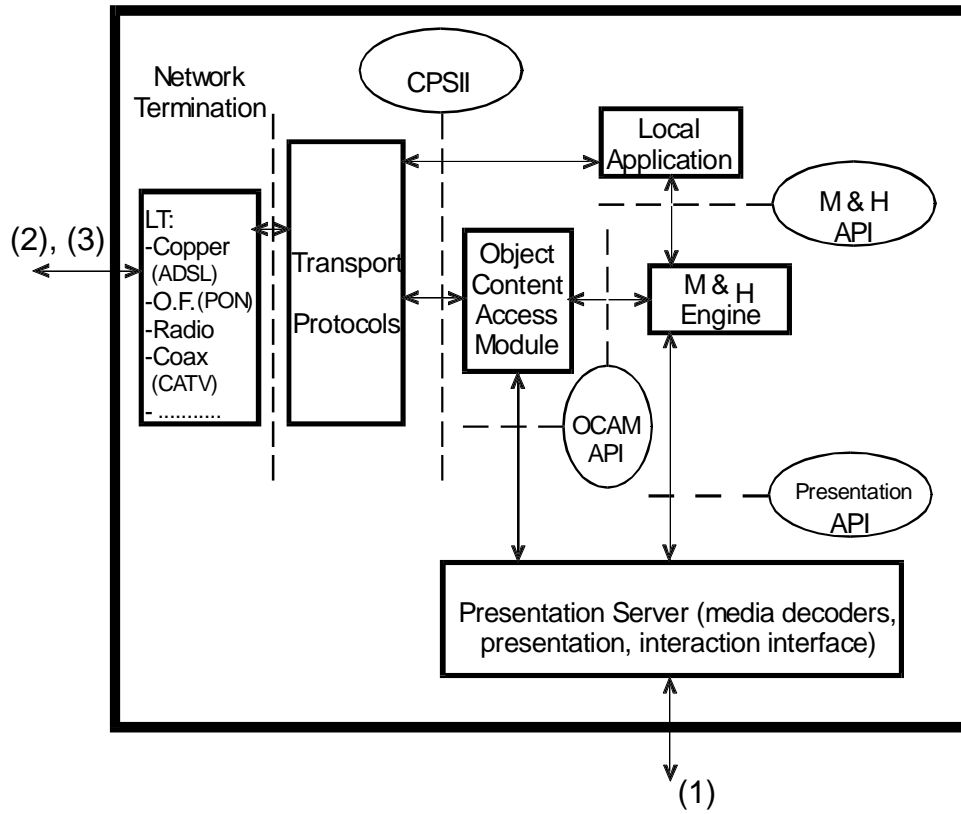 Network
Termination
CPSII
Local
Application
M & H
API
(2), (3)
LT:
-Copper
(ADSL)
-O.F.(PON)
-Radio
-Coax
(CATV)
- ...........
Transport
Protocols
Object
Content
Access
Module
M & H
Engine
OCAM
API
Presentation
API
Presentation Server (media decoders,
presentation, interaction interface)
(1)